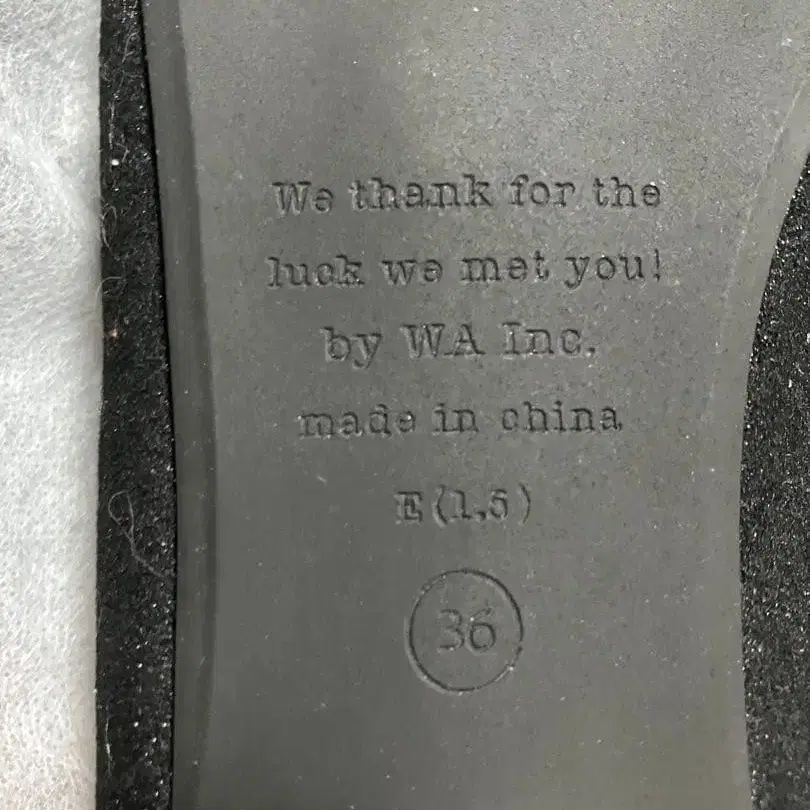 We thank for the
luck we met you!
by WA Inc.
made in china
E(1.5)
36